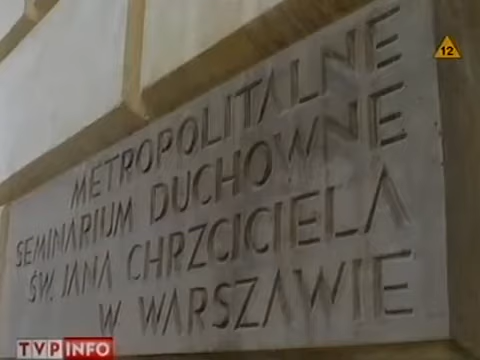 12
METROPOLITALNE
SEMINARIUM DUCHOWNE
ŚW. JANA CHRZCICIELA
W WARSZAWIE
TVP INFO